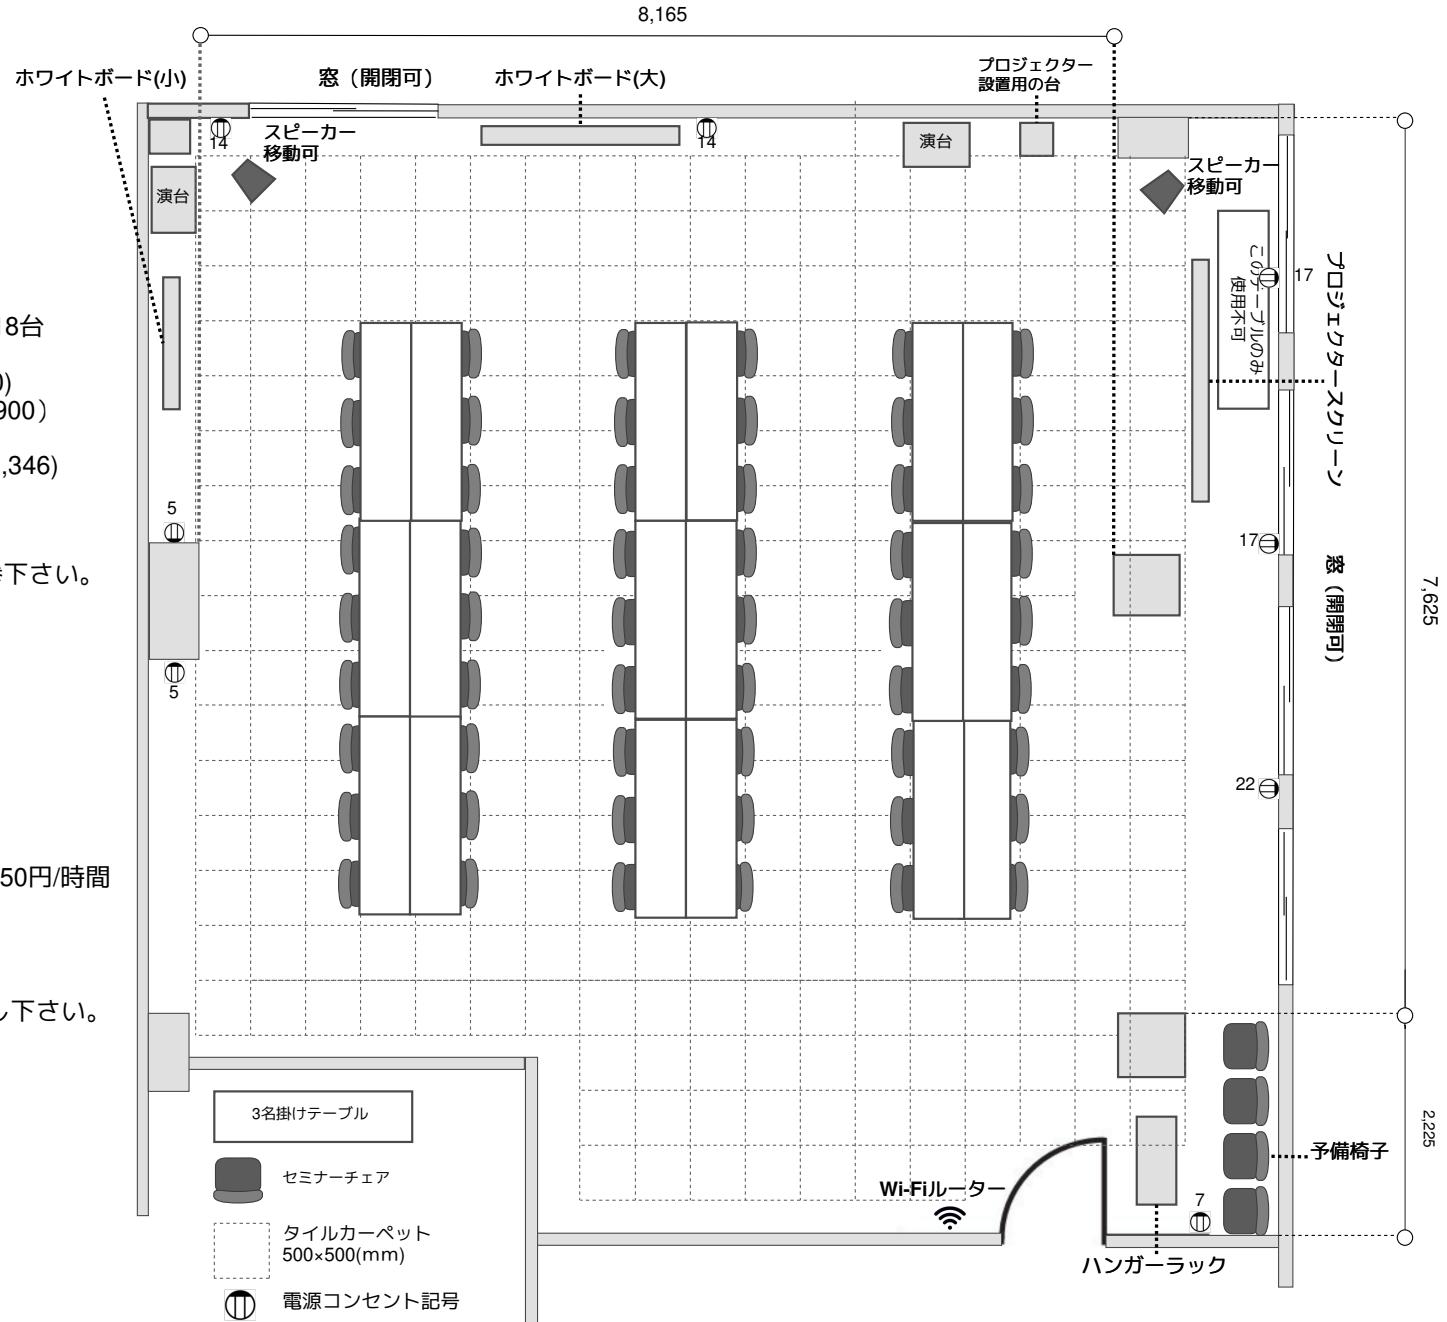 8,165
ホワイトボード(小)
窓（開閉可）
ホワイトボード(大)
プロジェクター
設置用の台
14
スピーカー
移動可
14
演台
スピーカー
移動可
演台
このテーブルのみ
使用不可
17
プロジェクタースクリーン
8台
0)
900）
,346)
5
17
窓（開閉可）
下さい。
7,625
5
22
50円/時間
し下さい。
3名掛けテーブル
2,225
予備椅子
セミナーチェア
Wi-Fiルーター
7
タイルカーペット
500×500(mm)
ハンガーラック
電源コンセント記号